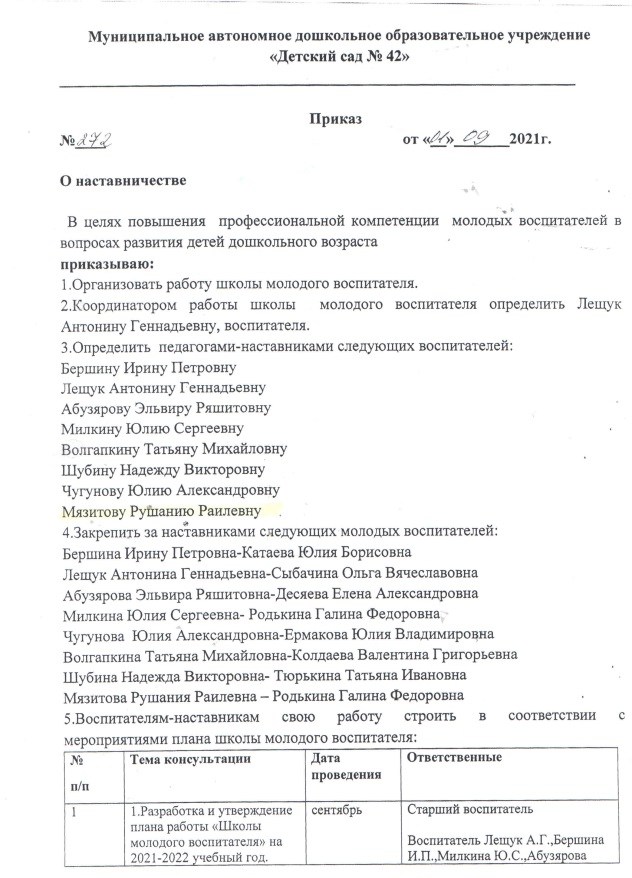 Муниципальное автономное дошкольное образовательное учреждение
«Детский сад № 42»
Приказ
№ 272 от «01» 09 2021г.
О наставничестве
В целях повышения профессиональной компетенции молодых воспитателей в
вопросах развития детей дошкольного возраста
приказываю:
1.Организовать работу школы молодого воспитателя.
2.Координатором работы школы молодого воспитателя определить Лещук
Антонину Геннадьевну, воспитателя.
3.Определить педагогами-наставниками следующих воспитателей:
Бершину Ирину Петровну
Лещук Антонину Геннадьевну
Абузярову Эльвиру Ряшитовну
Милкину Юлию Сергеевну
Волгапкину Татьяну Михайловну
Шубину Надежду Викторовну
Чугунову Юлию Александровну
Мязитову Рушанию Раилевну
4.Закрепить за наставниками следующих молодых воспитателей:
Бершина Ирину Петровна-Катаева Юлия Борисовна
Лещук Антонина Геннадьевна-Сыбачина Ольга Вячеславовна
Абузярова Эльвира Ряшитовна-Десяева Елена Александровна
Милкина Юлия Сергеевна- Родькина Галина Федоровна
Чугунова Юлия Александровна-Ермакова Юлия Владимировна
Волгапкина Татьяна Михайловна-Колдаева Валентина Григорьевна
Шубина Надежда Викторовна- Тюрькина Татьяна Ивановна
Мязитова Рушания Раилевна – Родькина Галина Федоровна
5.Воспитателям-наставникам свою работу строить в соответствии с
мероприятиями плана школы молодого воспитателя:
№ п/п Тема консультации Дата проведения Ответственные
1 1.Разработка и утверждение сентябрь Старший воспитатель
плана работы «Школы
молодого воспитателя» на Воспитатель Лещук А.Г.,Бершина
2021-2022 учебный год. И.П.,Милкина Ю.С.,Абузярова